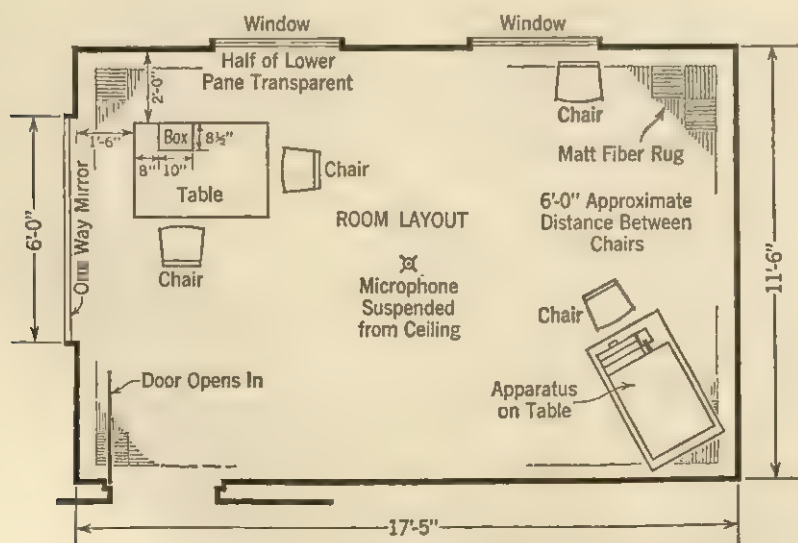 Window
Window
Half of Lower
Pane Transparent
2'-0"
1'-6"
Box
8½"
8"
10"
Table
Chair
Chair
Chair
Matt Fiber Rug
6'-0" Approximate
Distance Between
Chairs
ROOM LAYOUT
Microphone
Suspended
from Ceiling
Chair
6'-0"
Way Mirror
11'-6"
Door Opens In
Apparatus
on Table
17'-5"